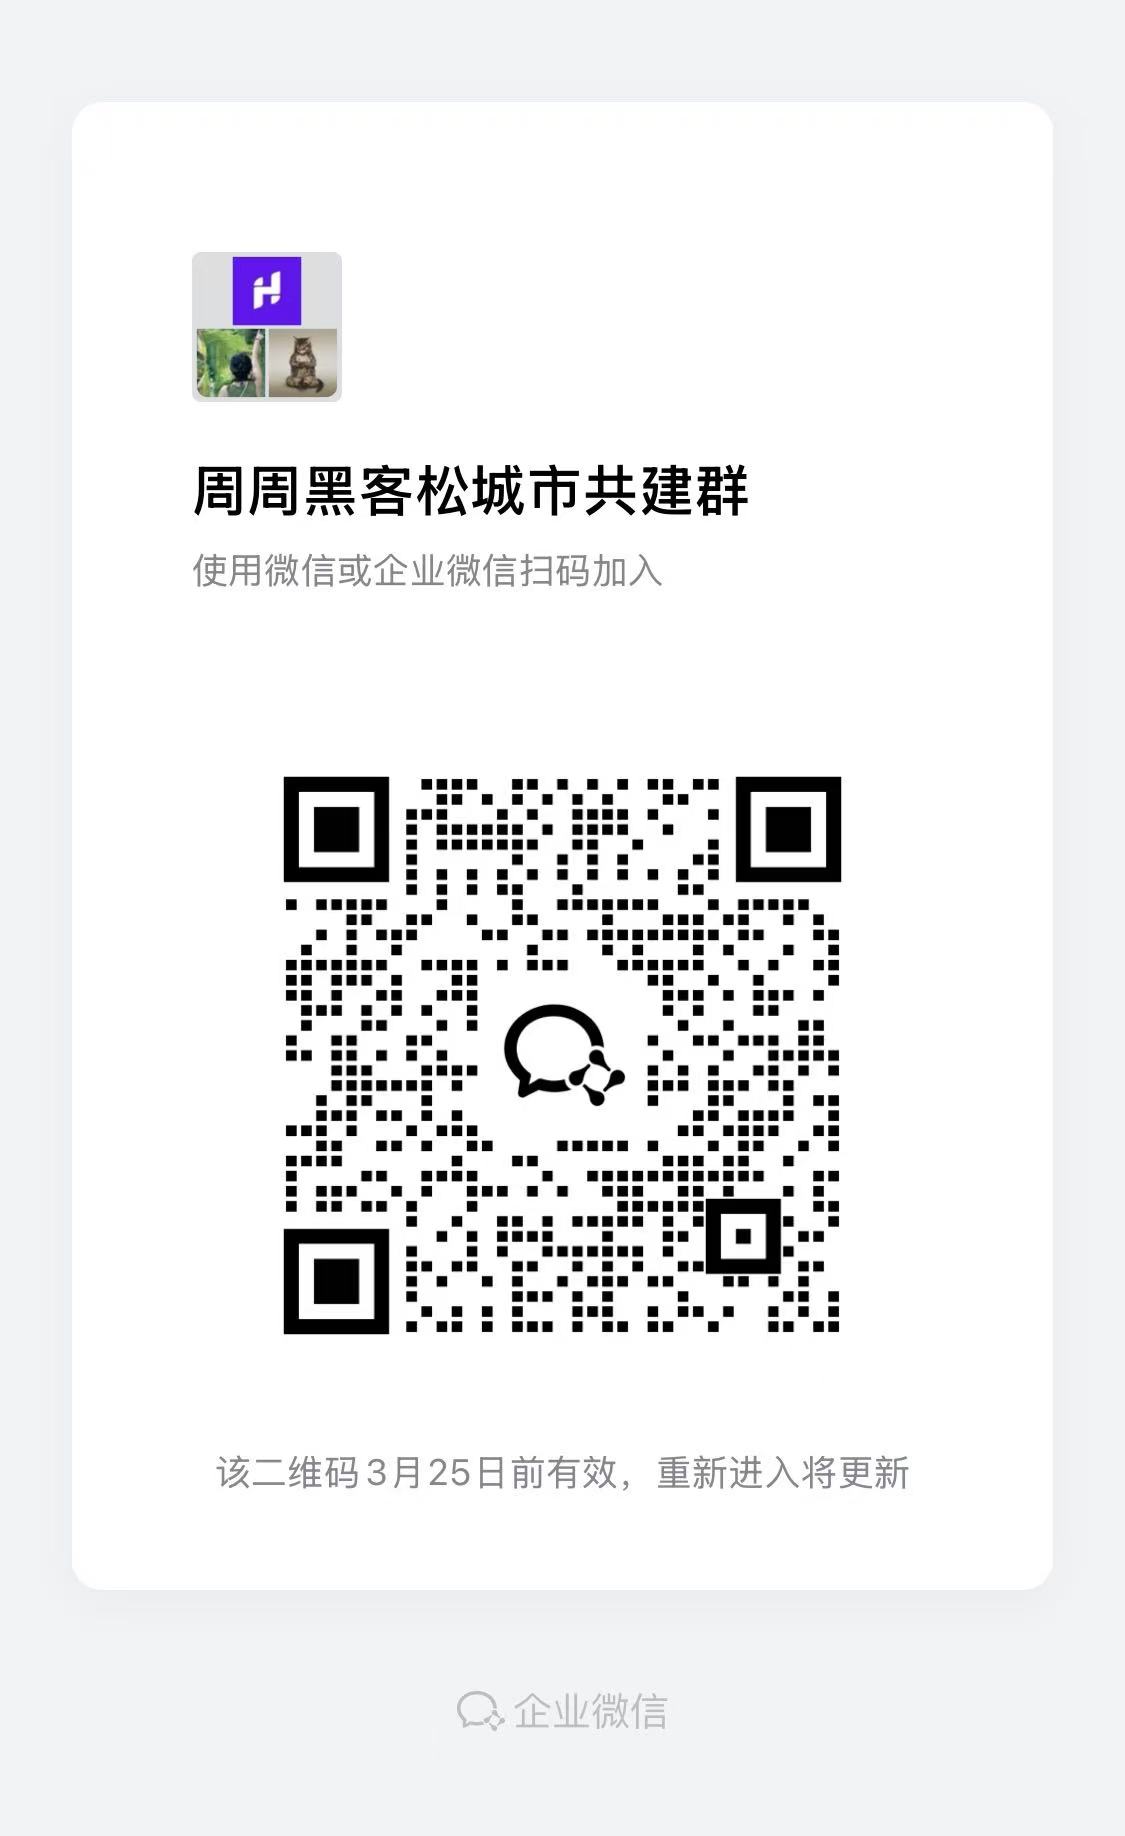 周周黑客松城市共建群
使用微信或企业微信扫码加入
该二维码3月25日前有效，重新进入将更新
企业微信